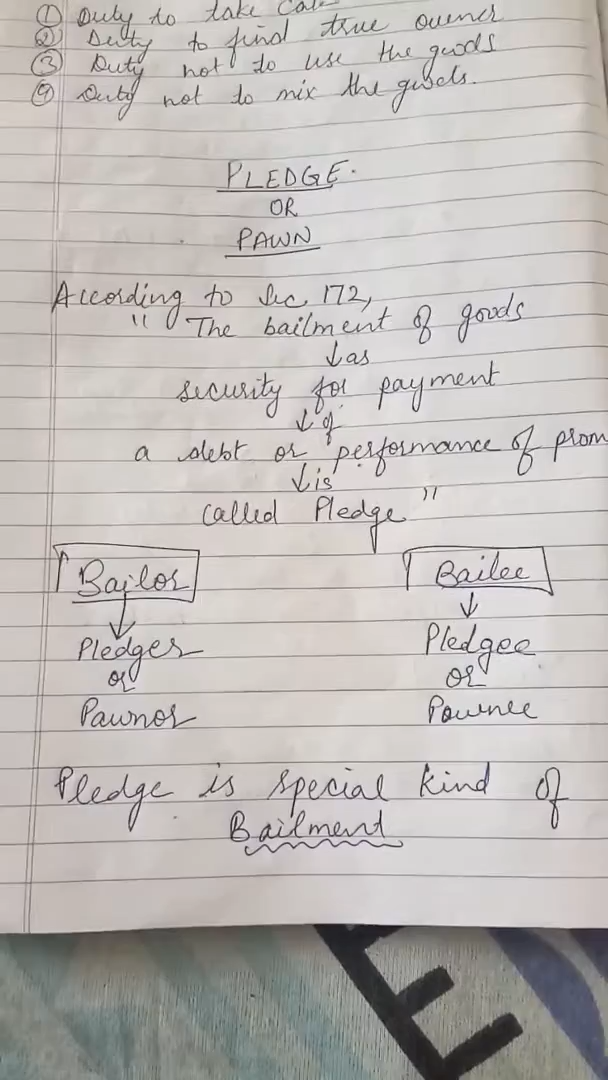 ① Duty to take care
② Duty to find true owner
③ Duty not to use the goods
④ Duty not to mix the goods.
PLEDGE.
OR
PAWN
According to Sec 172,
" The bailment of goods
↓as
security for payment
↓of
a debt or performance of prom
↓is
called Pledge "
Bailor Bailee
↓ ↓
Pledger Pledgee
or or
Pawnor Pawnee
Pledge is special kind of
Bailment